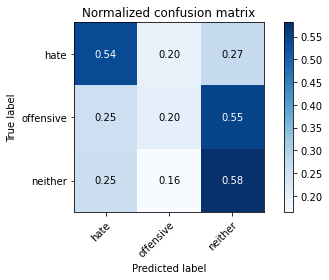 Normalized confusion matrix
True label
hate
offensive
neither
0.54 0.20 0.27
0.25 0.20 0.55
0.25 0.16 0.58
hate
offensive
neither
Predicted label
0.55
0.50
0.45
0.40
0.35
0.30
0.25
0.20